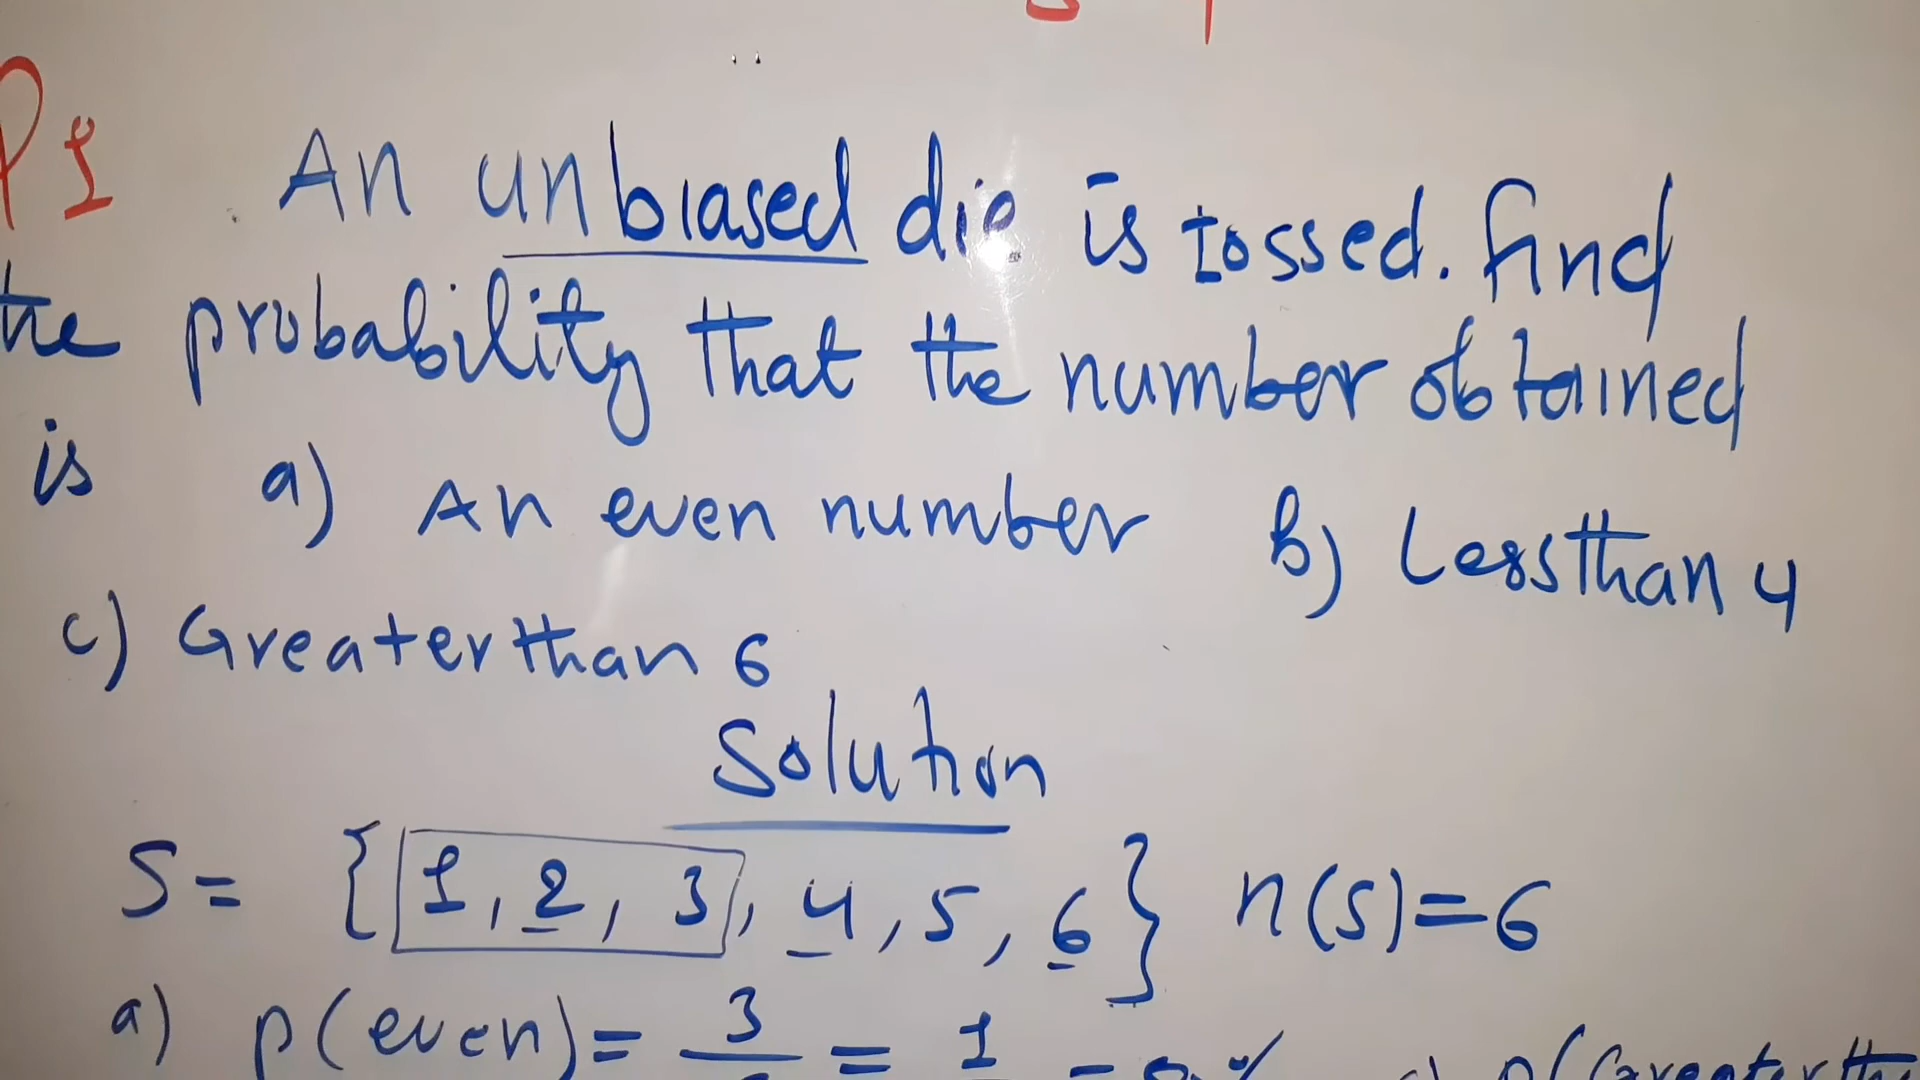 P1 An unbiased die is tossed. find
the probability that the number obtained
is a) An even number b) Less than 4
c) Greater than 6
Solution
S = {1, 2, 3, 4, 5, 6} n(s)=6
a) p(even)= 3 = 1